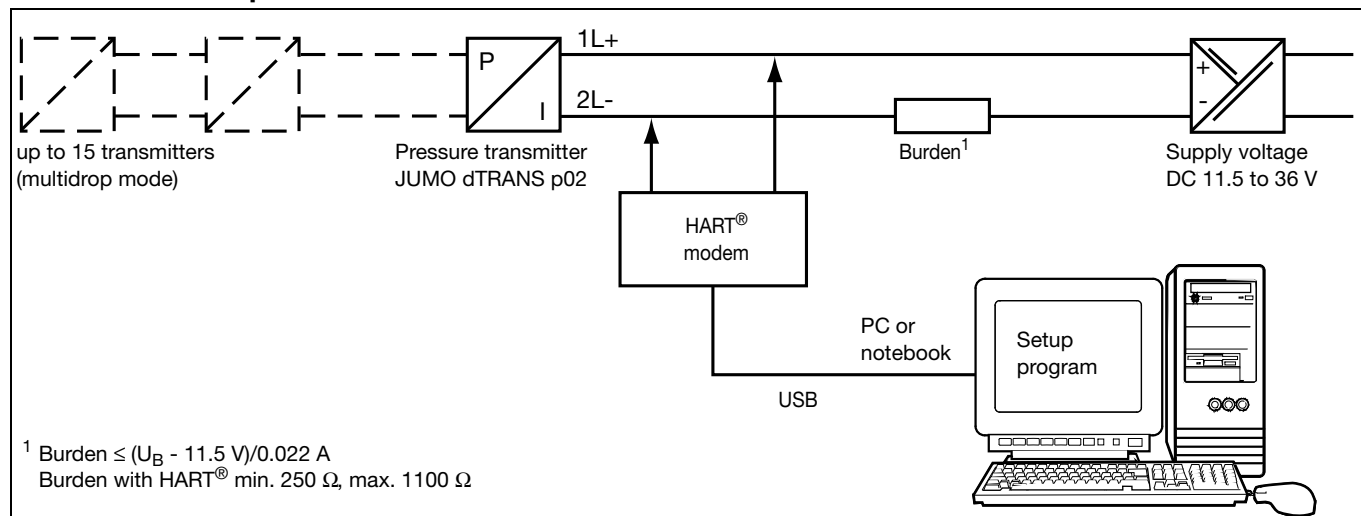 1L+
P
I
2L-
+
-
up to 15 transmitters
(multidrop mode)
Pressure transmitter
JUMO dTRANS p02
Burden¹
Supply voltage
DC 11.5 to 36 V
HART®
modem
PC or
notebook
Setup
program
USB
¹ Burden ≤ (U_B - 11.5 V)/0.022 A
Burden with HART® min. 250 Ω, max. 1100 Ω